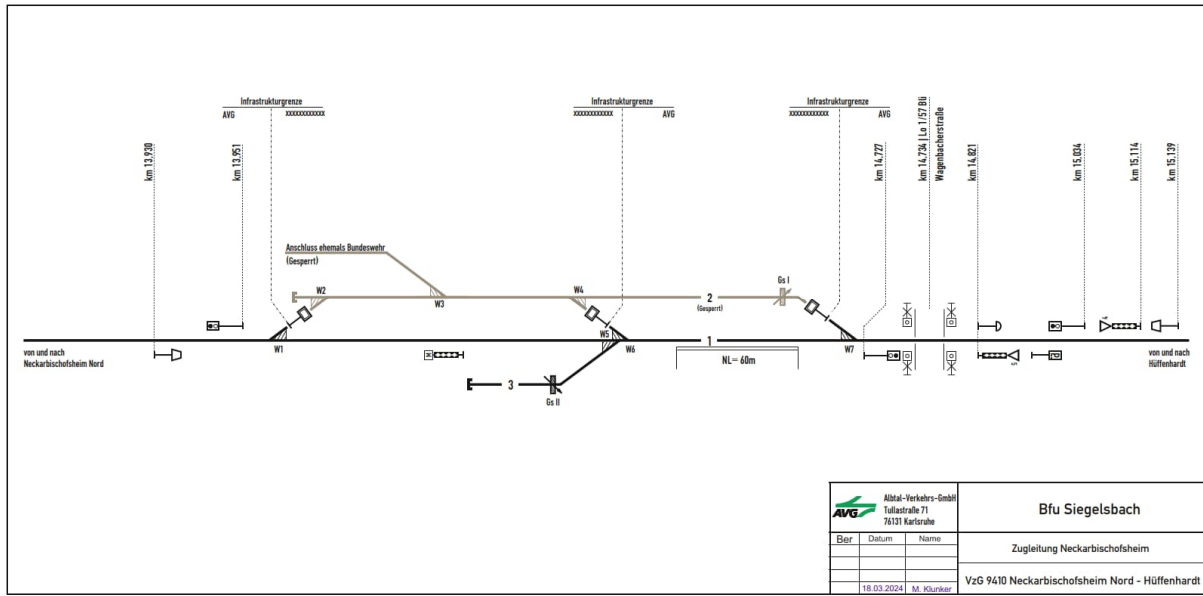 Infrastrukturgrenze
AVG XXXXXXXXXXXX
Infrastrukturgrenze
XXXXXXXXXXXX AVG
Infrastrukturgrenze
XXXXXXXXXXXX AVG
km 13,930
km 13,951
km 14,727
km 14,734 | Lo 1/57 BÜ
Wagenbacherstraße
km 14,821
km 15,034
km 15,114
km 15,139
Anschluss ehemals Bundeswehr
(Gesperrt)
Gs I
W2
W3
W4
2
(Gesperrt)
W5
von und nach
Neckarbischofsheim Nord
W1
W6
1
W7
NL= 60m
von und nach
Hüffenhardt
3
Gs II
AVG
Albtal-Verkehrs-GmbH
Tullastraße 71
76131 Karlsruhe
Bfu Siegelsbach
Ber Datum Name
Zugleitung Neckarbischofsheim
18.03.2024 M. Klunker
VzG 9410 Neckarbischofsheim Nord - Hüffenhardt